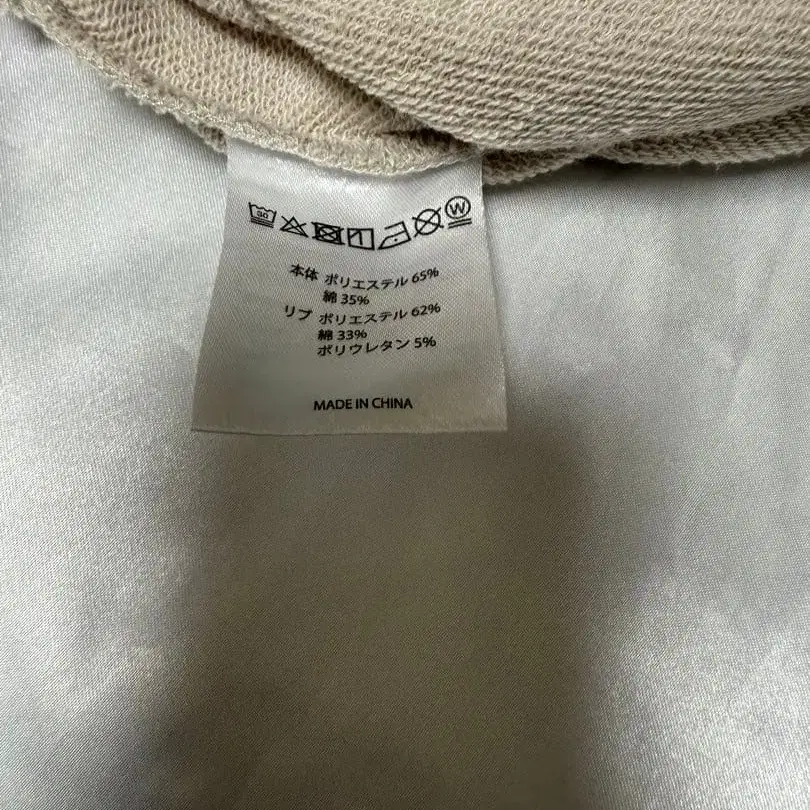 30 W
本体 ポリエステル 65%
綿 35%
リブ ポリエステル 62%
綿 33%
ポリウレタン 5%
MADE IN CHINA